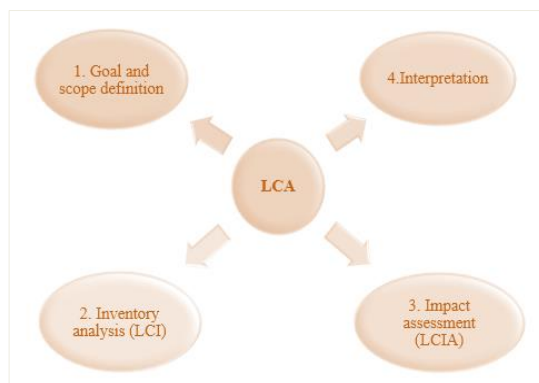 1. Goal and
scope definition
4.Interpretation
LCA
2. Inventory
analysis (LCI)
3. Impact
assessment
(LCIA)